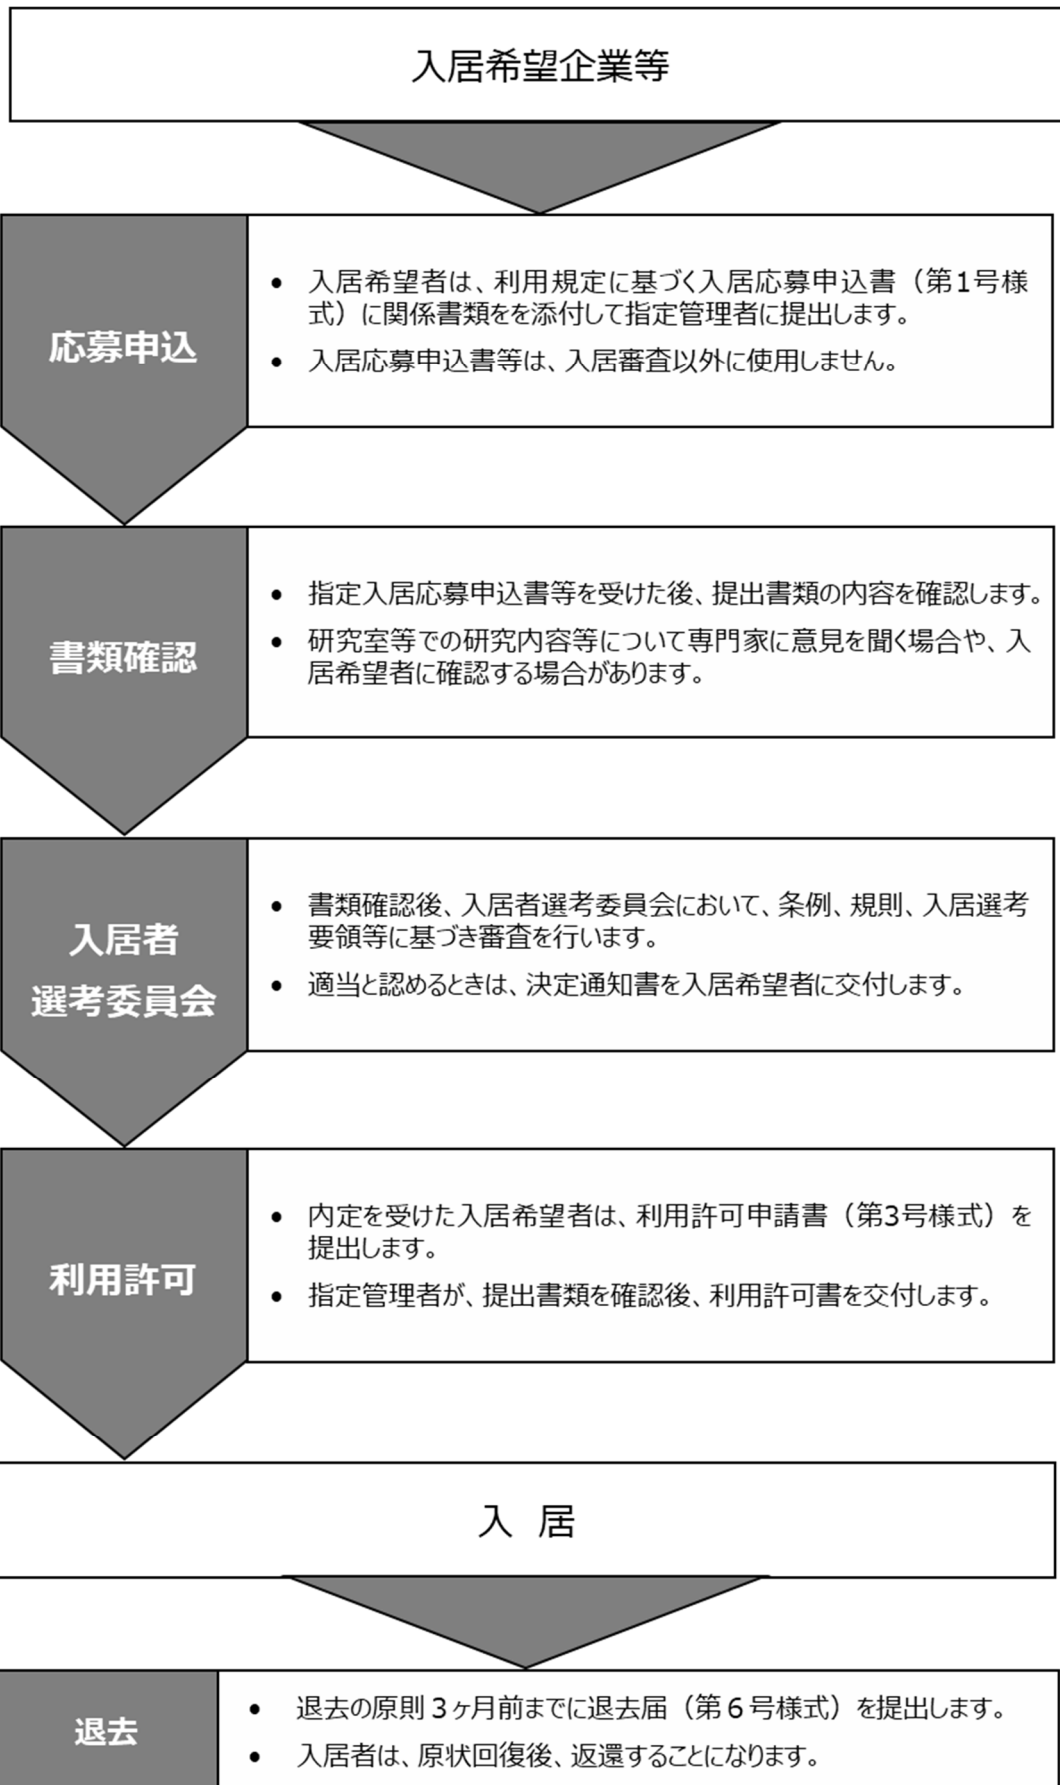 入居希望企業等
応募申込
• 入居希望者は、利用規定に基づく入居応募申込書（第1号様
式）に関係書類をを添付して指定管理者に提出します。
• 入居応募申込書等は、入居審査以外に使用しません。
書類確認
• 指定入居応募申込書等を受けた後、提出書類の内容を確認します。
• 研究室等での研究内容等について専門家に意見を聞く場合や、入
居希望者に確認する場合があります。
入居者
選考委員会
• 書類確認後、入居者選考委員会において、条例、規則、入居選考
要領等に基づき審査を行います。
• 適当と認めるときは、決定通知書を入居希望者に交付します。
利用許可
• 内定を受けた入居希望者は、利用許可申請書（第3号様式）を
提出します。
• 指定管理者が、提出書類を確認後、利用許可書を交付します。
入 居
退去
• 退去の原則３ヶ月前までに退去届（第６号様式）を提出します。
• 入居者は、原状回復後、返還することになります。